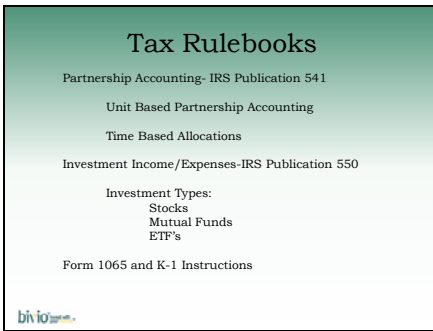 Tax Rulebooks
Partnership Accounting- IRS Publication 541
Unit Based Partnership Accounting
Time Based Allocations
Investment Income/Expenses-IRS Publication 550
Investment Types:
Stocks
Mutual Funds
ETF's
Form 1065 and K-1 Instructions
bivio